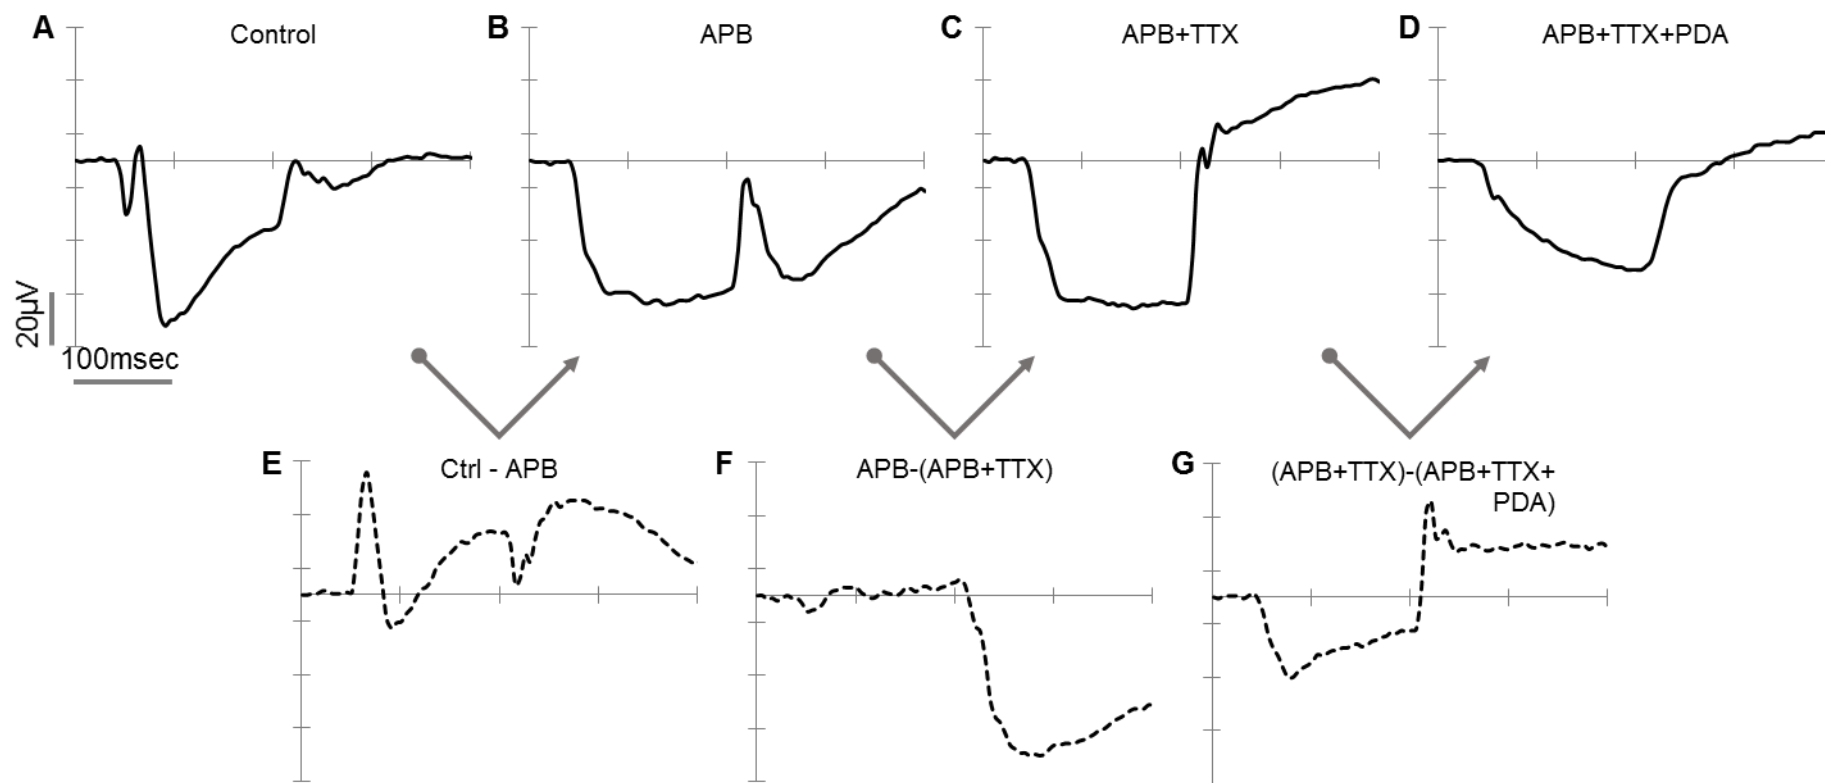 A
Control
B
APB
C
APB+TTX
D
APB+TTX+PDA
20µV
100msec
E
Ctrl - APB
F
APB-(APB+TTX)
G
(APB+TTX)-(APB+TTX+
PDA)